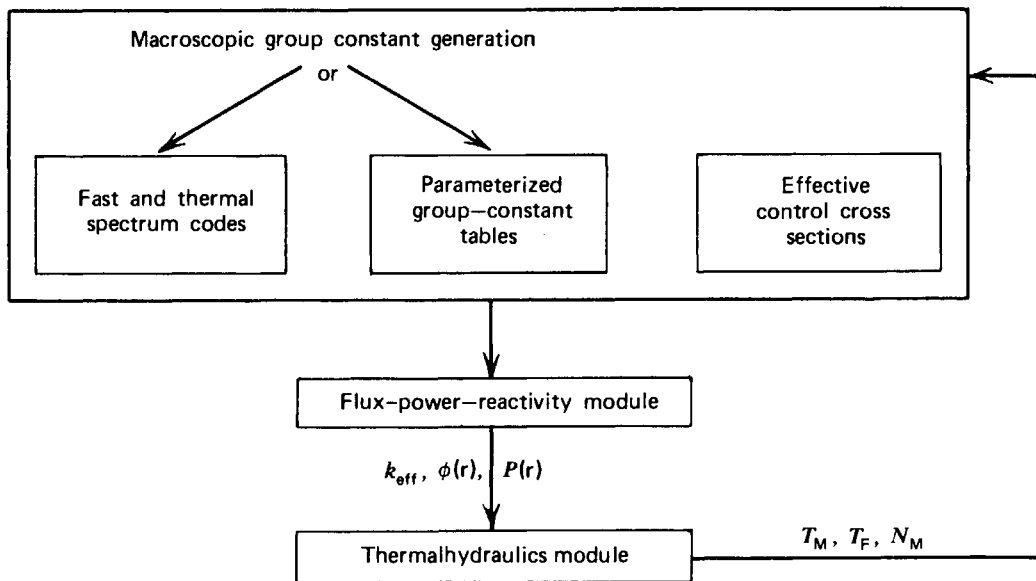 Macroscopic group constant generation
or
Fast and thermal
spectrum codes
Parameterized
group—constant
tables
Effective
control cross
sections
Flux-power—reactivity module
k_eff, ϕ(r), P(r)
Thermalhydraulics module
T_M, T_F, N_M